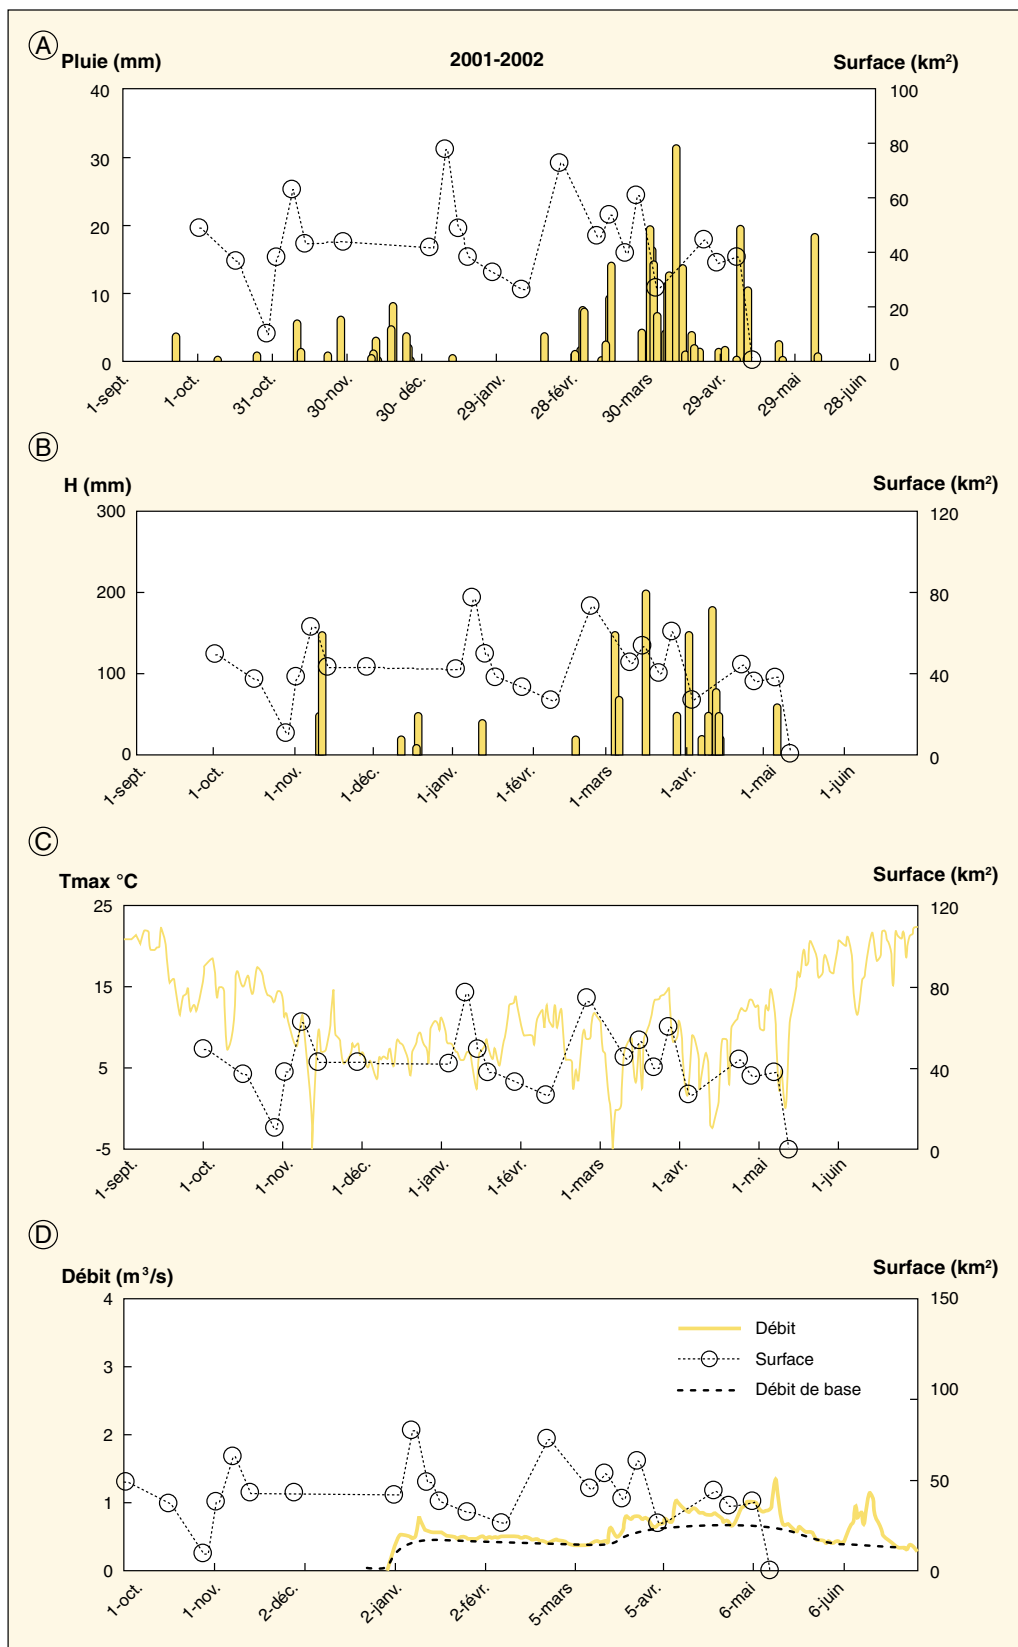 A
Pluie (mm) 2001-2002 Surface (km²)
40 100
30 80
60
20
40
10
20
0 0
1-sept. 1-oct. 31-oct. 30-nov. 30- déc. 29-janv. 28-févr. 30-mars 29-avr. 29-mai 28-juin
B
H (mm) Surface (km²)
300 120
200 80
100 40
0 0
1-sept. 1-oct. 1-nov. 1-déc. 1-janv. 1-févr. 1-mars 1-avr. 1-mai 1-juin
C
Tmax °C Surface (km²)
25 120
15 80
5 40
-5 0
1-sept. 1-oct. 1-nov. 1-déc. 1-janv. 1-févr. 1-mars 1-avr. 1-mai 1-juin
D
Débit (m³/s) Surface (km²)
4 150
Débit
3 Surface
100
Débit de base
2
1 50
0 0
1-oct. 1-nov. 2-déc. 2-janv. 2-févr. 5-mars 5-avr. 6-mai 6-juin